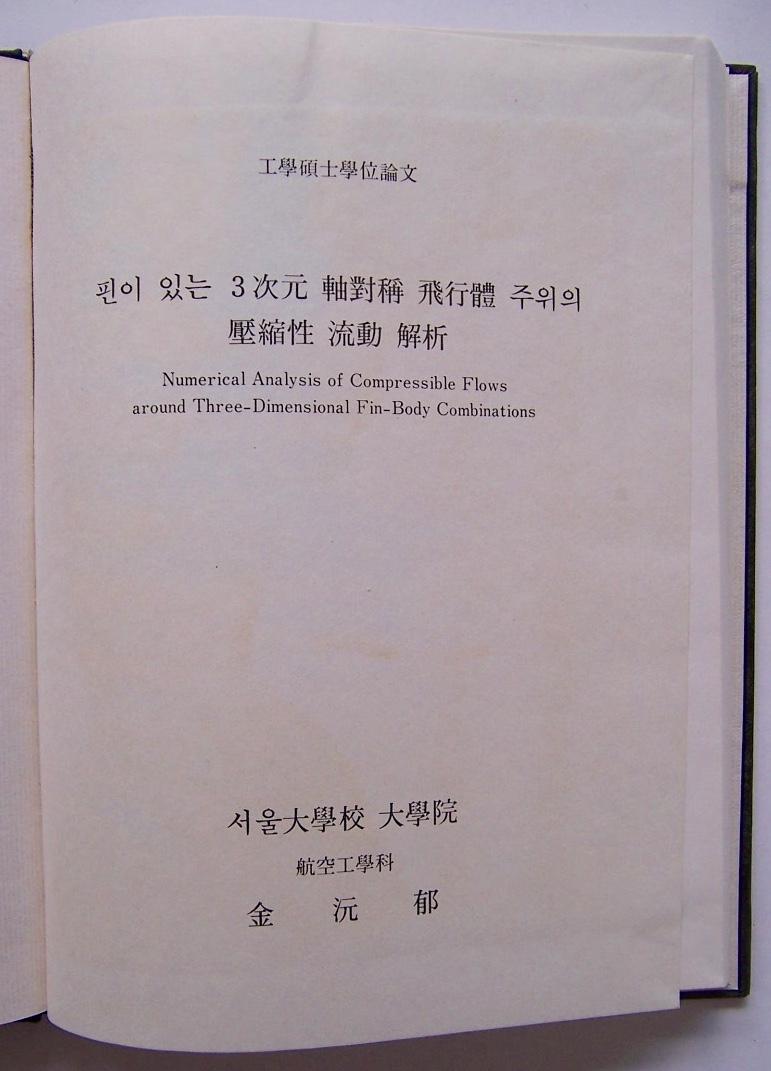 工學碩士學位論文
핀이 있는 3次元 軸對稱 飛行體 주위의
壓縮性 流動 解析
Numerical Analysis of Compressible Flows
around Three-Dimensional Fin-Body Combinations
서울大學校 大學院
航空工學科
金 沅 郁